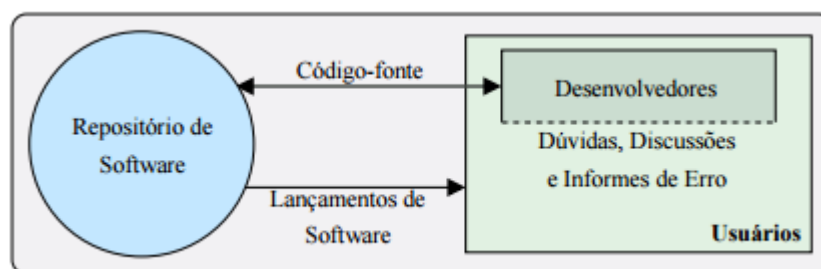 Código-fonte
Repositório de
Software
Lançamentos de
Software
Desenvolvedores
Dúvidas, Discussões
e Informes de Erro
Usuários